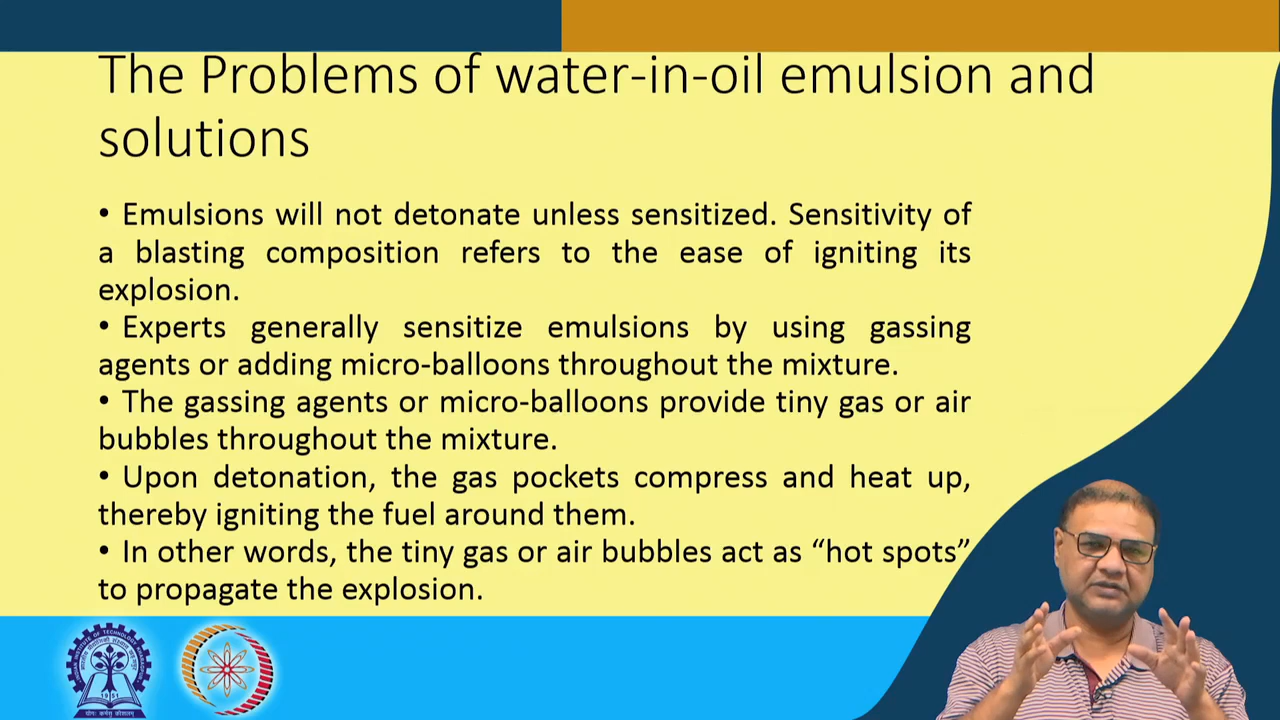 The Problems of water-in-oil emulsion and
solutions
• Emulsions will not detonate unless sensitized. Sensitivity of
a blasting composition refers to the ease of igniting its
explosion.
• Experts generally sensitize emulsions by using gassing
agents or adding micro-balloons throughout the mixture.
• The gassing agents or micro-balloons provide tiny gas or air
bubbles throughout the mixture.
• Upon detonation, the gas pockets compress and heat up,
thereby igniting the fuel around them.
• In other words, the tiny gas or air bubbles act as “hot spots”
to propagate the explosion.
1951
योगः कर्मसु कौशलम्